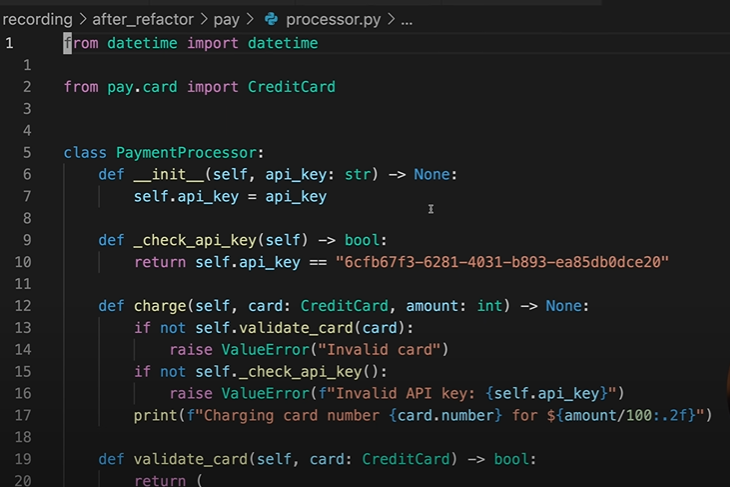 recording > after_refactor > pay > processor.py > ...
1 from datetime import datetime
1
2 from pay.card import CreditCard
3
4
5 class PaymentProcessor:
6 def __init__(self, api_key: str) -> None:
7 self.api_key = api_key
8
9 def _check_api_key(self) -> bool:
10 return self.api_key == "6cfb67f3-6281-4031-b893-ea85db0dce20"
11
12 def charge(self, card: CreditCard, amount: int) -> None:
13 if not self.validate_card(card):
14 raise ValueError("Invalid card")
15 if not self._check_api_key():
16 raise ValueError(f"Invalid API key: {self.api_key}")
17 print(f"Charging card number {card.number} for ${amount/100:.2f}")
18
19 def validate_card(self, card: CreditCard) -> bool:
20 return (